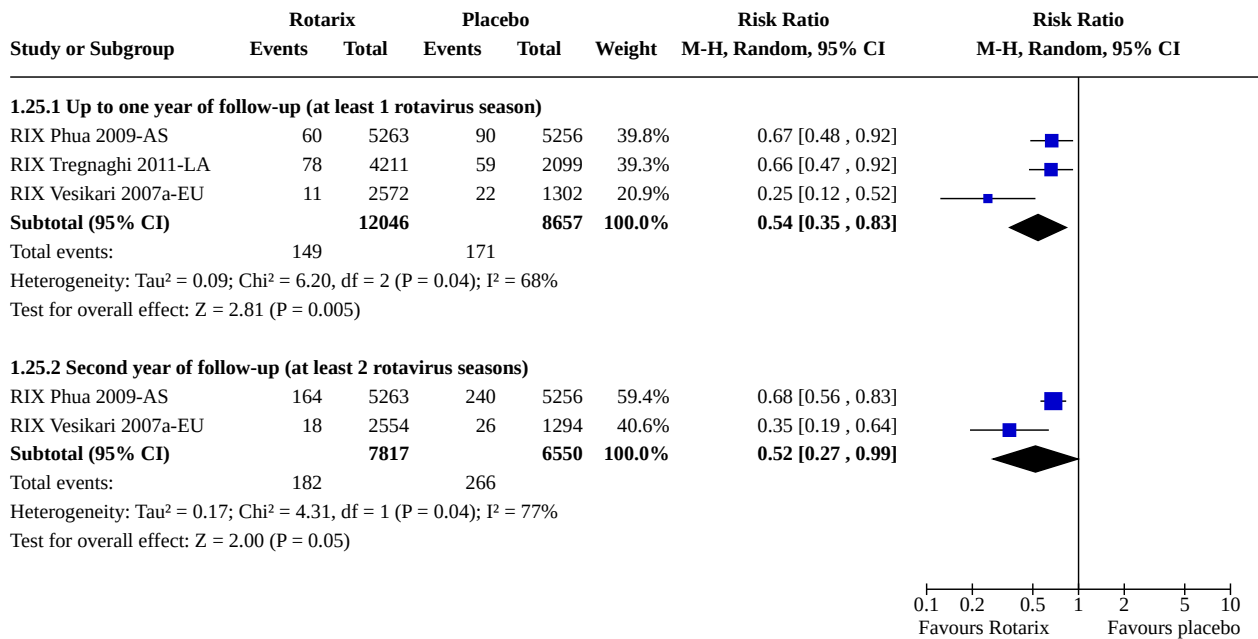 Rotarix Placebo Risk Ratio Risk Ratio
Study or Subgroup Events Total Events Total Weight M-H, Random, 95% CI M-H, Random, 95% CI
1.25.1 Up to one year of follow-up (at least 1 rotavirus season)
RIX Phua 2009-AS 60 5263 90 5256 39.8% 0.67 [0.48 , 0.92]
RIX Tregnaghi 2011-LA 78 4211 59 2099 39.3% 0.66 [0.47 , 0.92]
RIX Vesikari 2007a-EU 11 2572 22 1302 20.9% 0.25 [0.12 , 0.52]
Subtotal (95% CI) 12046 8657 100.0% 0.54 [0.35 , 0.83]
Total events: 149 171
Heterogeneity: Tau² = 0.09; Chi² = 6.20, df = 2 (P = 0.04); I² = 68%
Test for overall effect: Z = 2.81 (P = 0.005)
1.25.2 Second year of follow-up (at least 2 rotavirus seasons)
RIX Phua 2009-AS 164 5263 240 5256 59.4% 0.68 [0.56 , 0.83]
RIX Vesikari 2007a-EU 18 2554 26 1294 40.6% 0.35 [0.19 , 0.64]
Subtotal (95% CI) 7817 6550 100.0% 0.52 [0.27 , 0.99]
Total events: 182 266
Heterogeneity: Tau² = 0.17; Chi² = 4.31, df = 1 (P = 0.04); I² = 77%
Test for overall effect: Z = 2.00 (P = 0.05)
0.1 0.2 0.5 1 2 5 10
Favours Rotarix Favours placebo